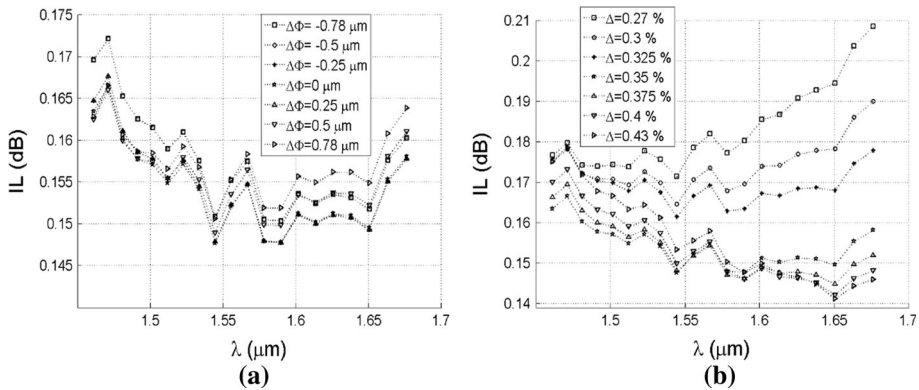 0.175
0.17
0.165
0.16
0.155
0.15
0.145
IL (dB)
ΔΦ= -0.78 μm
ΔΦ= -0.5 μm
ΔΦ= -0.25 μm
ΔΦ=0 μm
ΔΦ=0.25 μm
ΔΦ=0.5 μm
ΔΦ=0.78 μm
1.5
1.55
1.6
1.65
1.7
λ (μm)
(a)
0.21
0.2
0.19
0.18
0.17
0.16
0.15
0.14
IL (dB)
Δ=0.27 %
Δ=0.3 %
Δ=0.325 %
Δ=0.35 %
Δ=0.375 %
Δ=0.4 %
Δ=0.43 %
1.5
1.55
1.6
1.65
1.7
λ (μm)
(b)